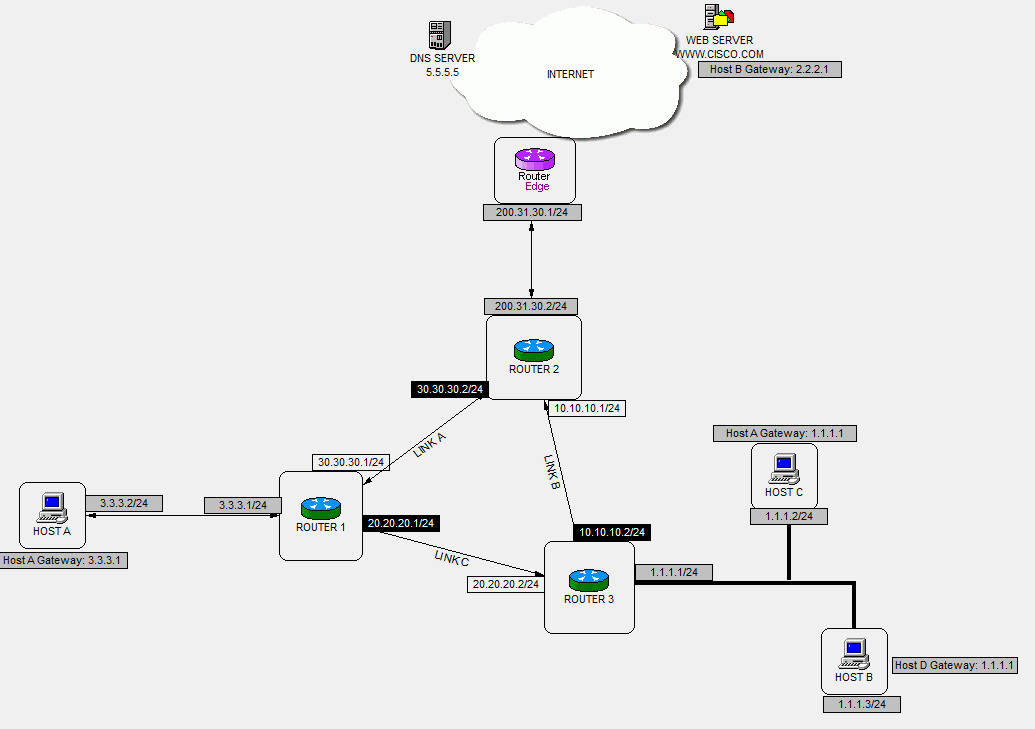 DNS SERVER
5.5.5.5
INTERNET
WEB SERVER
WWW.CISCO.COM
Host B Gateway: 2.2.2.1
Router
Edge
200.31.30.1/24
200.31.30.2/24
ROUTER 2
30.30.30.2/24
10.10.10.1/24
LINK A
LINK B
30.30.30.1/24
Host A Gateway: 1.1.1.1
HOST C
1.1.1.2/24
HOST A
3.3.3.2/24
3.3.3.1/24
Host A Gateway: 3.3.3.1
ROUTER 1
20.20.20.1/24
LINK C
10.10.10.2/24
20.20.20.2/24
ROUTER 3
1.1.1.1/24
HOST B
Host D Gateway: 1.1.1.1
1.1.1.3/24